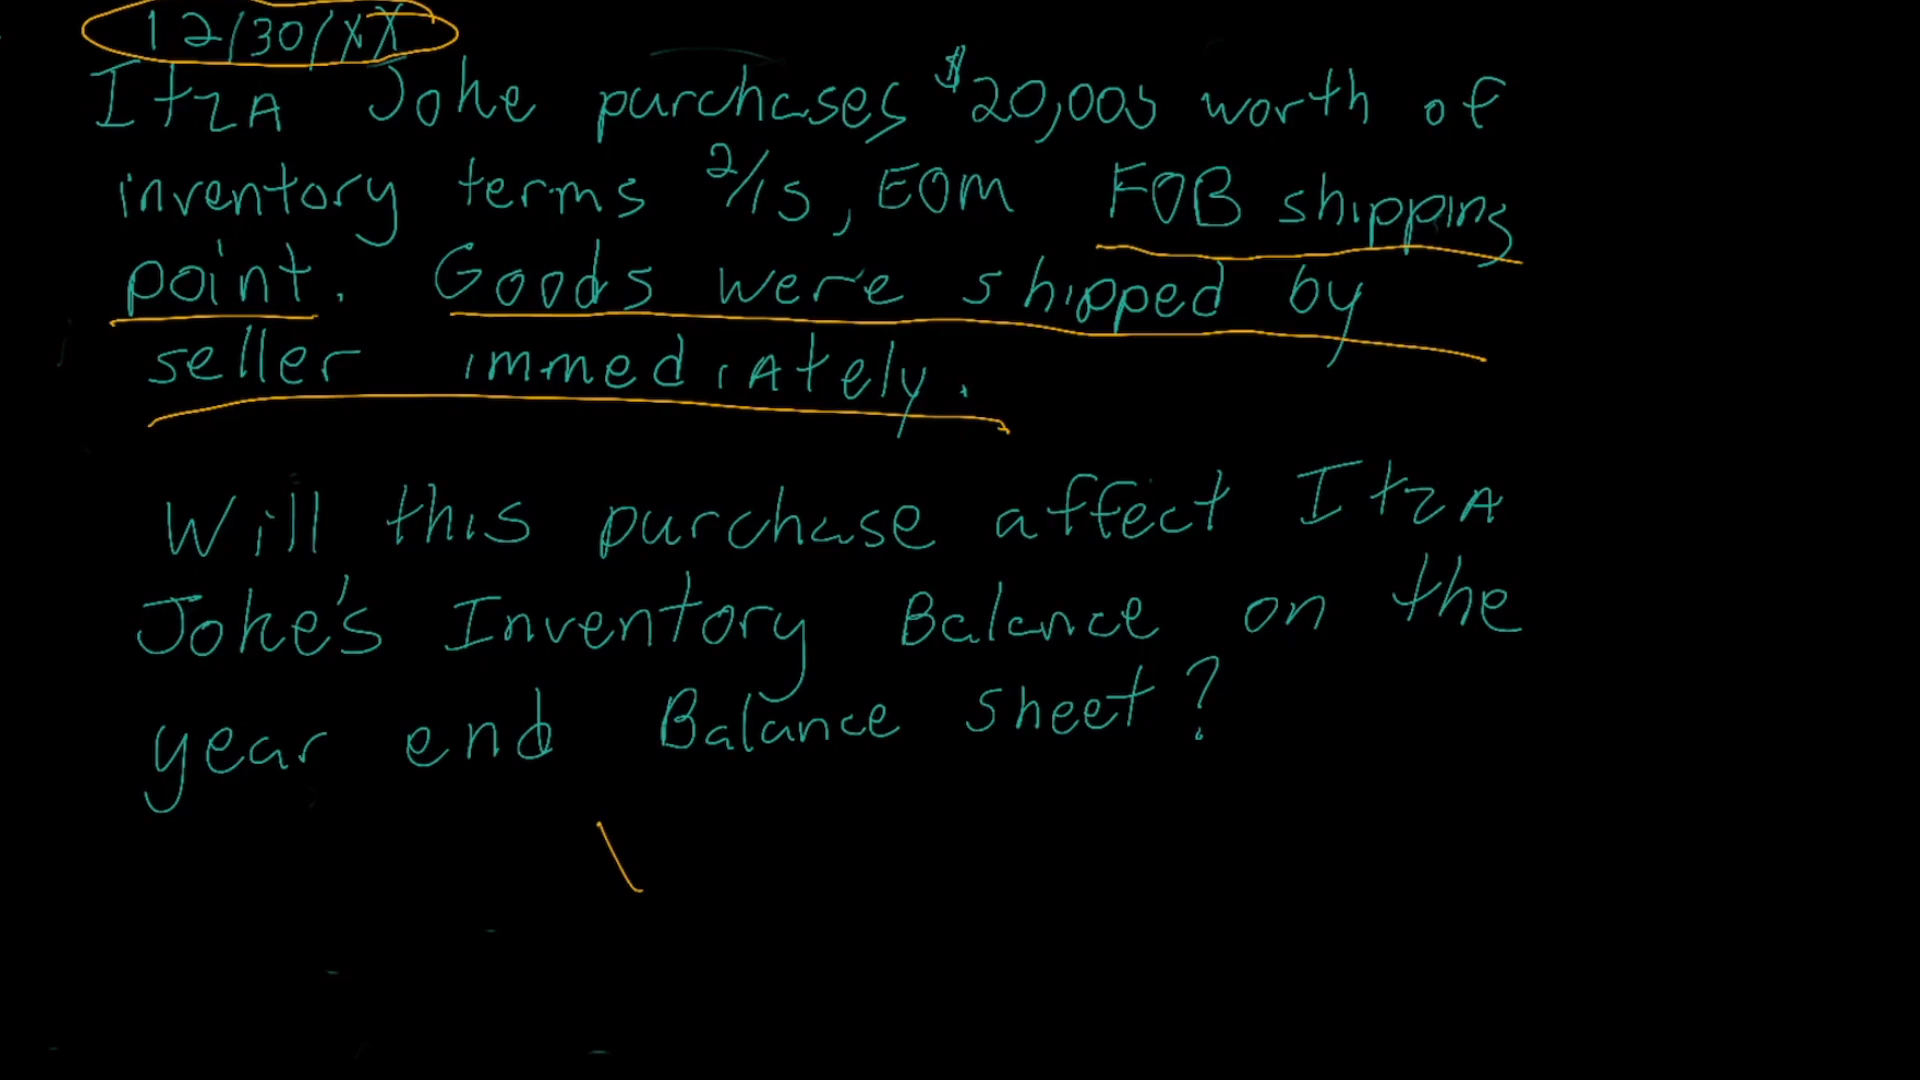 12/30/XX
ItzA Joke purchases $20,000 worth of
inventory terms 2/15, EOM FOB shipping
point. Goods were shipped by
seller immediately.
Will this purchase affect ItzA
Joke's Inventory Balance on the
year end Balance sheet?